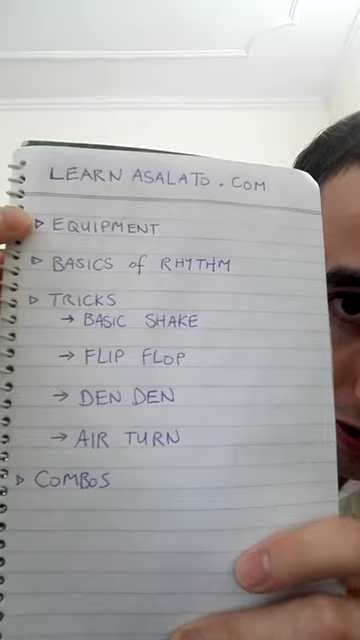 LEARN ASALATO.COM
▷ EQUIPMENT
▷ BASICS of RHYTHM
▷ TRICKS
→ BASIC SHAKE
→ FLIP FLOP
→ DEN DEN
→ AIR TURN
▷ COMBOS